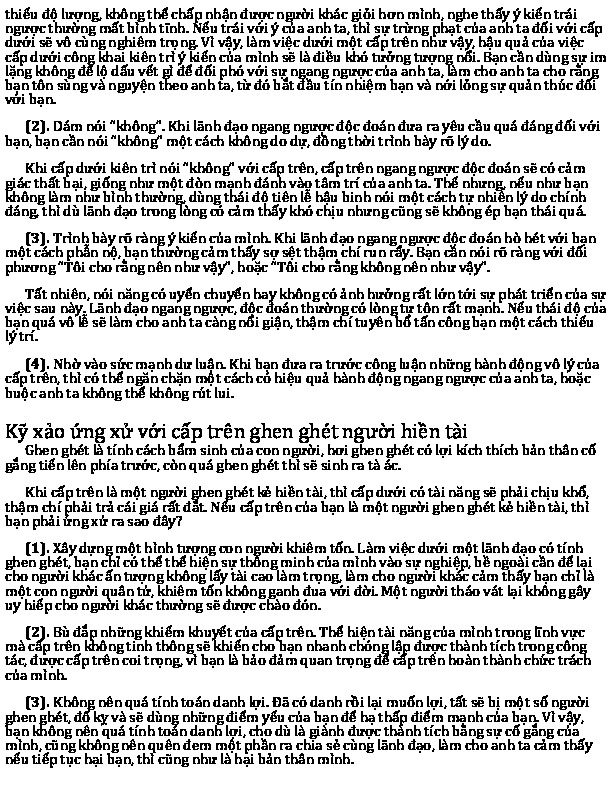 thiếu độ lượng, không thể chấp nhận được người khác giỏi hơn mình, nghe thấy ý kiến trái
ngược thường mất bình tĩnh. Nếu trái với ý của anh ta, thì sự trừng phạt của anh ta đối với cấp
dưới sẽ vô cùng nghiêm trọng. Vì vậy, làm việc dưới một cấp trên như vậy, hậu quả của việc
cấp dưới công khai kiên trì ý kiến của mình sẽ là điều khó tưởng tượng nổi. Bạn cần dùng sự im
lặng không để lộ dấu vết gì để đối phó với sự ngang ngược của anh ta, làm cho anh ta cho rằng
bạn tôn sùng và nguyện theo anh ta, từ đó bắt đầu tín nhiệm bạn và nới lỏng sự quản thúc đối
với bạn.
(2). Dám nói “không”. Khi lãnh đạo ngang ngược độc đoán đưa ra yêu cầu quá đáng đối với
bạn, bạn cần nói “không” một cách không do dự, đồng thời trình bày rõ lý do.
Khi cấp dưới kiên trì nói “không” với cấp trên, cấp trên ngang ngược độc đoán sẽ có cảm
giác thất bại, giống như một đòn mạnh đánh vào tâm trí của anh ta. Thế nhưng, nếu như bạn
không làm như bình thường, dùng thái độ tiên lễ hậu binh nói một cách tự nhiên lý do chính
đáng, thì dù lãnh đạo trong lòng có cảm thấy khó chịu nhưng cũng sẽ không ép bạn thái quá.
(3). Trình bày rõ ràng ý kiến của mình. Khi lãnh đạo ngang ngược độc đoán hò hét với bạn
một cách phẫn nộ, bạn thường cảm thấy sợ sệt thậm chí run rẩy. Bạn cần nói rõ ràng với đối
phương “Tôi cho rằng nên như vậy”, hoặc “Tôi cho rằng không nên như vậy”.
Tất nhiên, nói năng có uyển chuyển hay không có ảnh hưởng rất lớn tới sự phát triển của sự
việc sau này. Lãnh đạo ngang ngược, độc đoán thường có lòng tự tôn rất mạnh. Nếu thái độ của
bạn quá vô lễ sẽ làm cho anh ta càng nổi giận, thậm chí tuyên bố tấn công bạn một cách thiếu
lý trí.
(4). Nhờ vào sức mạnh dư luận. Khi bạn đưa ra trước công luận những hành động vô lý của
cấp trên, thì có thể ngăn chặn một cách có hiệu quả hành động ngang ngược của anh ta, hoặc
buộc anh ta không thể không rút lui.
Kỹ xảo ứng xử với cấp trên ghen ghét người hiền tài
Ghen ghét là tính cách bẩm sinh của con người, hơi ghen ghét có lợi kích thích bản thân cố
gắng tiến lên phía trước, còn quá ghen ghét thì sẽ sinh ra tà ác.
Khi cấp trên là một người ghen ghét kẻ hiền tài, thì cấp dưới có tài năng sẽ phải chịu khổ,
thậm chí phải trả cái giá rất đắt. Nếu cấp trên của bạn là một người ghen ghét kẻ hiền tài, thì
bạn phải ứng xử ra sao đây?
(1). Xây dựng một hình tượng con người khiêm tốn. Làm việc dưới một lãnh đạo có tính
ghen ghét, bạn chỉ có thể thể hiện sự thông minh của mình vào sự nghiệp, bề ngoài cần để lại
cho người khác ấn tượng không lấy tài cao làm trọng, làm cho người khác cảm thấy bạn chỉ là
một con người quân tử, khiêm tốn không ganh đua với đời. Một người tháo vát lại không gây
uy hiếp cho người khác thường sẽ được chào đón.
(2). Bù đắp những khiếm khuyết của cấp trên. Thể hiện tài năng của mình trong lĩnh vực
mà cấp trên không tinh thông sẽ khiến cho bạn nhanh chóng lập được thành tích trong công
tác, được cấp trên coi trọng, vì bạn là bảo đảm quan trọng để cấp trên hoàn thành chức trách
của mình.
(3). Không nên quá tính toán danh lợi. Đã có danh rồi lại muốn lợi, tất sẽ bị một số người
ghen ghét, đố kỵ và sẽ dùng những điểm yếu của bạn để hạ thấp điểm mạnh của bạn. Vì vậy,
bạn không nên quá tính toán danh lợi, cho dù là giành được thành tích bằng sự cố gắng của
mình, cũng không nên quên đem một phần ra chia sẻ cùng lãnh đạo, làm cho anh ta cảm thấy
nếu tiếp tục hại bạn, thì cũng như là hại bản thân mình.